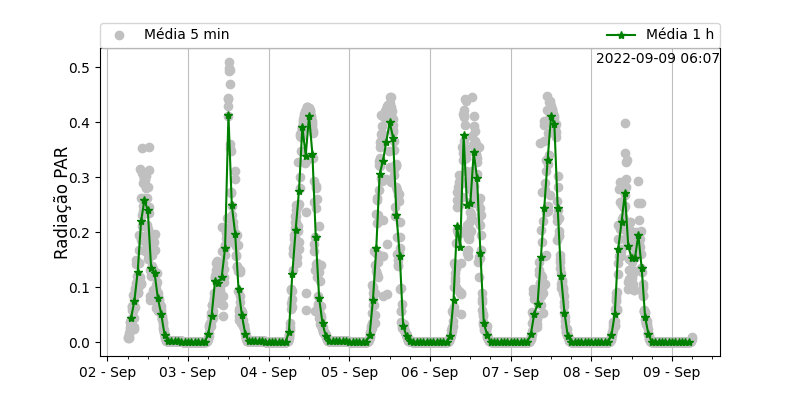 Média 5 min
Média 1 h
2022-09-09 06:07
Radiação PAR
0.5
0.4
0.3
0.2
0.1
0.0
02 - Sep
03 - Sep
04 - Sep
05 - Sep
06 - Sep
07 - Sep
08 - Sep
09 - Sep